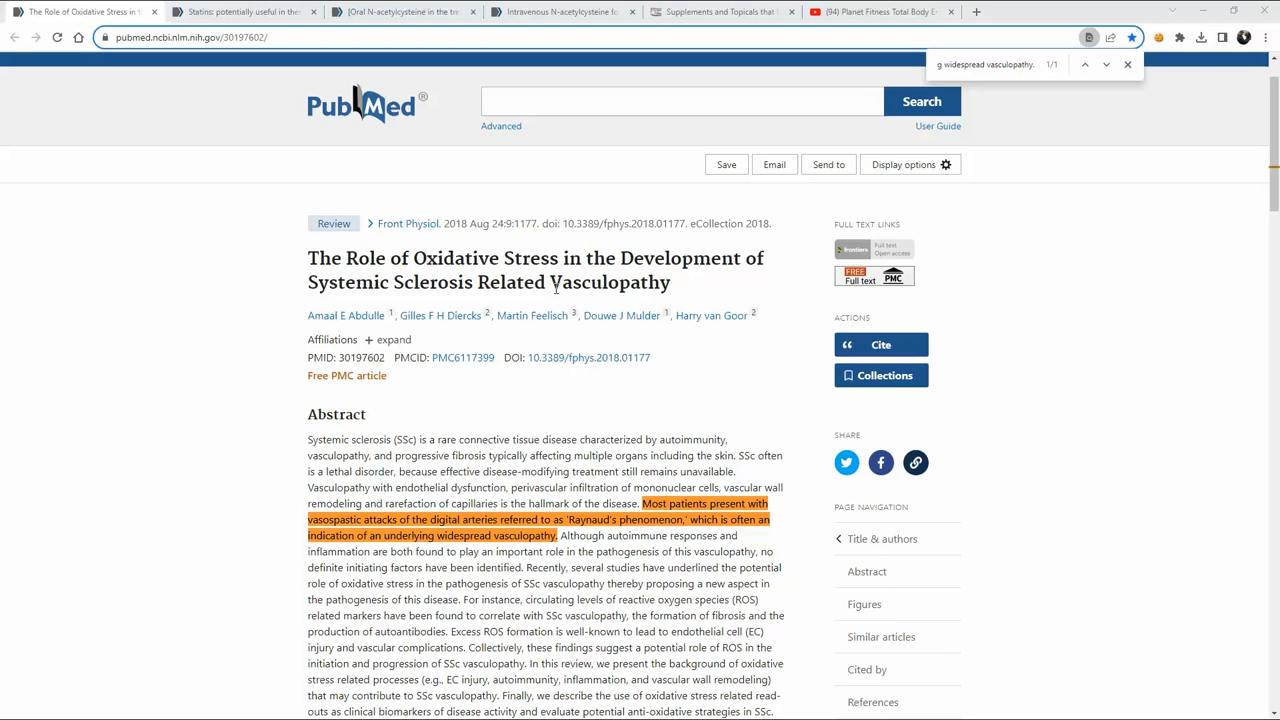 The Role of Oxidative Stress in t
Statins: potentially useful in the
[Oral N-acetylcysteine in the tre
Intravenous N-acetylcysteine fo
Supplements and Topicals that
(94) Planet Fitness Total Body E
pubmed.ncbi.nlm.nih.gov/30197602/
g widespread vasculopathy. 1/1
PubMed®
Search
Advanced
User Guide
Save
Email
Send to
Display options
Review
Front Physiol. 2018 Aug 24:9:1177. doi: 10.3389/fphys.2018.01177. eCollection 2018.
The Role of Oxidative Stress in the Development of
Systemic Sclerosis Related Vasculopathy
Amaal E Abdulle 1, Gilles F H Diercks 2, Martin Feelisch 3, Douwe J Mulder 1, Harry van Goor 2
Affiliations + expand
PMID: 30197602 PMCID: PMC6117399 DOI: 10.3389/fphys.2018.01177
Free PMC article
Abstract
Systemic sclerosis (SSc) is a rare connective tissue disease characterized by autoimmunity,
vasculopathy, and progressive fibrosis typically affecting multiple organs including the skin. SSc often
is a lethal disorder, because effective disease-modifying treatment still remains unavailable.
Vasculopathy with endothelial dysfunction, perivascular infiltration of mononuclear cells, vascular wall
remodeling and rarefaction of capillaries is the hallmark of the disease. Most patients present with
vasospastic attacks of the digital arteries referred to as 'Raynaud's phenomenon,' which is often an
indication of an underlying widespread vasculopathy. Although autoimmune responses and
inflammation are both found to play an important role in the pathogenesis of this vasculopathy, no
definite initiating factors have been identified. Recently, several studies have underlined the potential
role of oxidative stress in the pathogenesis of SSc vasculopathy thereby proposing a new aspect in
the pathogenesis of this disease. For instance, circulating levels of reactive oxygen species (ROS)
related markers have been found to correlate with SSc vasculopathy, the formation of fibrosis and the
production of autoantibodies. Excess ROS formation is well-known to lead to endothelial cell (EC)
injury and vascular complications. Collectively, these findings suggest a potential role of ROS in the
initiation and progression of SSc vasculopathy. In this review, we present the background of oxidative
stress related processes (e.g., EC injury, autoimmunity, inflammation, and vascular wall remodeling)
that may contribute to SSc vasculopathy. Finally, we describe the use of oxidative stress related read-
outs as clinical biomarkers of disease activity and evaluate potential anti-oxidative strategies in SSc.
FULL TEXT LINKS
frontiers Full text
Open access
FREE
Full text PMC
ACTIONS
Cite
Collections
SHARE
PAGE NAVIGATION
Title & authors
Abstract
Figures
Similar articles
Cited by
References